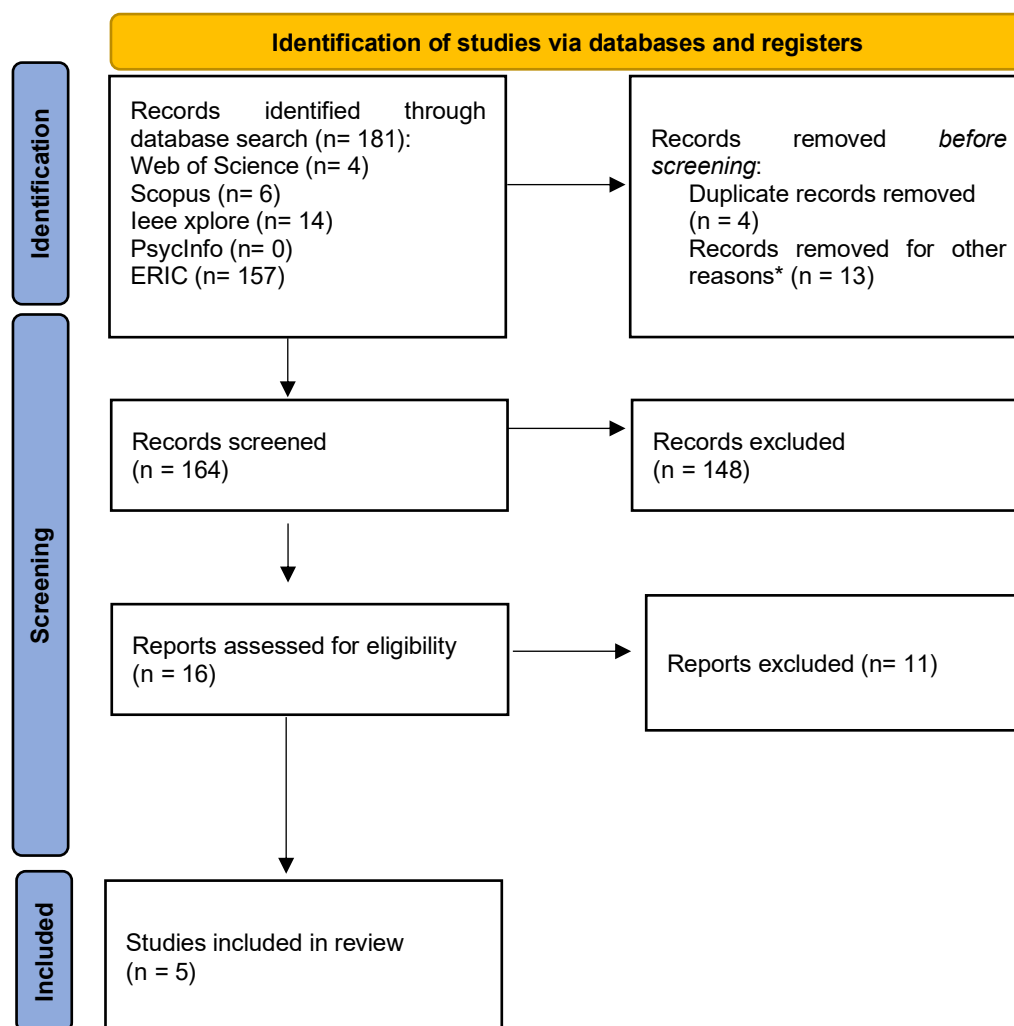 Identification of studies via databases and registers
Identification
Records identified through
database search (n= 181):
Web of Science (n= 4)
Scopus (n= 6)
Ieee xplore (n= 14)
PsycInfo (n= 0)
ERIC (n= 157)
Records removed before
screening:
Duplicate records removed
(n = 4)
Records removed for other
reasons* (n = 13)
Screening
Records screened
(n = 164)
Records excluded
(n = 148)
Reports assessed for eligibility
(n = 16)
Reports excluded (n= 11)
Included
Studies included in review
(n = 5)